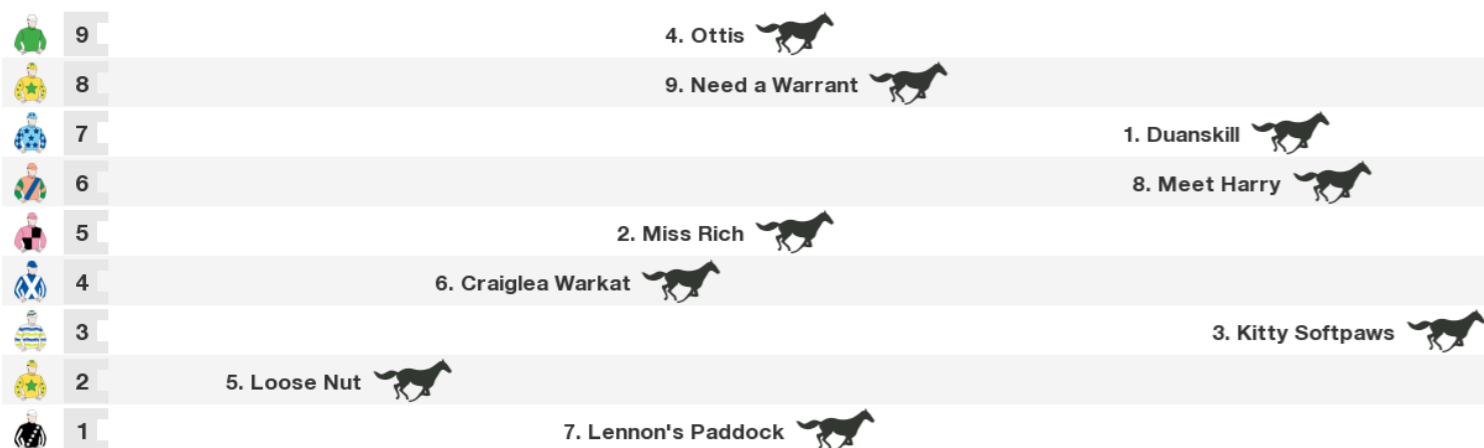 9 4. Ottis
8 9. Need a Warrant
7 1. Duanskill
6 8. Meet Harry
5 2. Miss Rich
4 6. Craiglea Warkat
3 3. Kitty Softpaws
2 5. Loose Nut
1 7. Lennon's Paddock